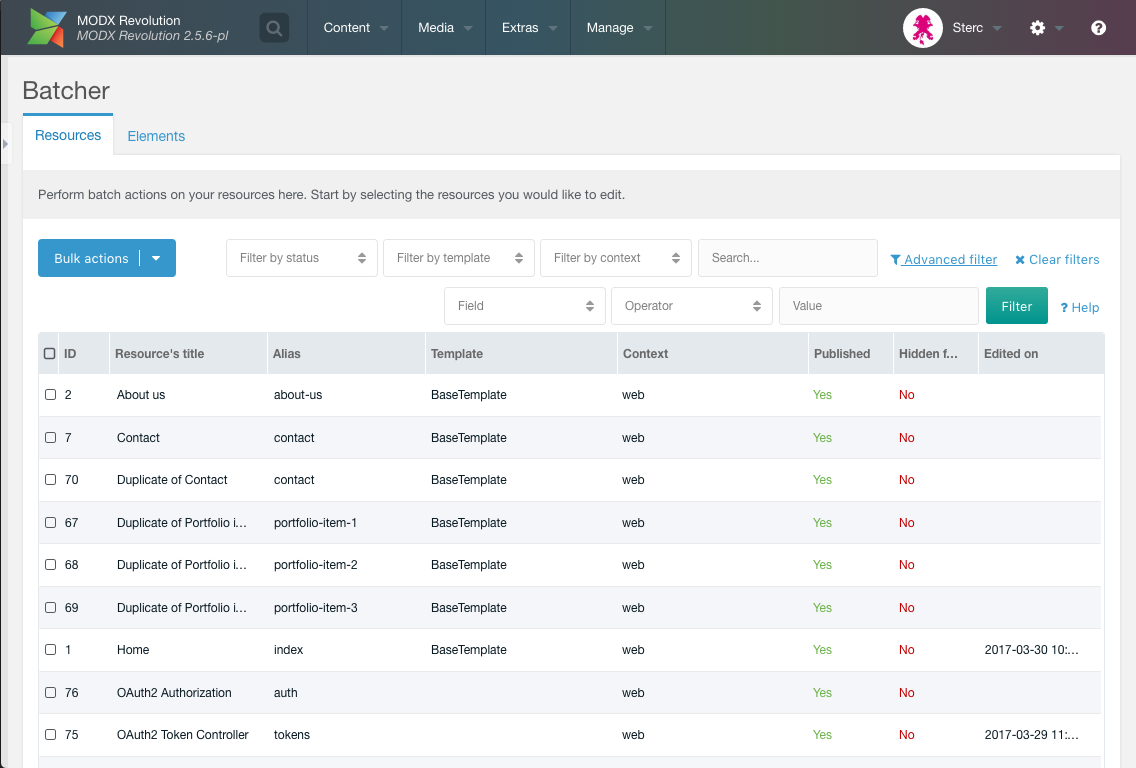 MODX Revolution
MODX Revolution 2.5.6-pl
Content Media Extras Manage Sterc
Batcher
Resources Elements
Perform batch actions on your resources here. Start by selecting the resources you would like to edit.
Bulk actions Filter by status Filter by template Filter by context Search... Advanced filter Clear filters
Field Operator Value Filter ? Help
ID Resource's title Alias Template Context Published Hidden f... Edited on
2 About us about-us BaseTemplate web Yes No
7 Contact contact BaseTemplate web Yes No
70 Duplicate of Contact contact BaseTemplate web Yes No
67 Duplicate of Portfolio i... portfolio-item-1 BaseTemplate web Yes No
68 Duplicate of Portfolio i... portfolio-item-2 BaseTemplate web Yes No
69 Duplicate of Portfolio i... portfolio-item-3 BaseTemplate web Yes No
1 Home index BaseTemplate web Yes No 2017-03-30 10:...
76 OAuth2 Authorization auth web Yes No
75 OAuth2 Token Controller tokens web Yes No 2017-03-29 11:...